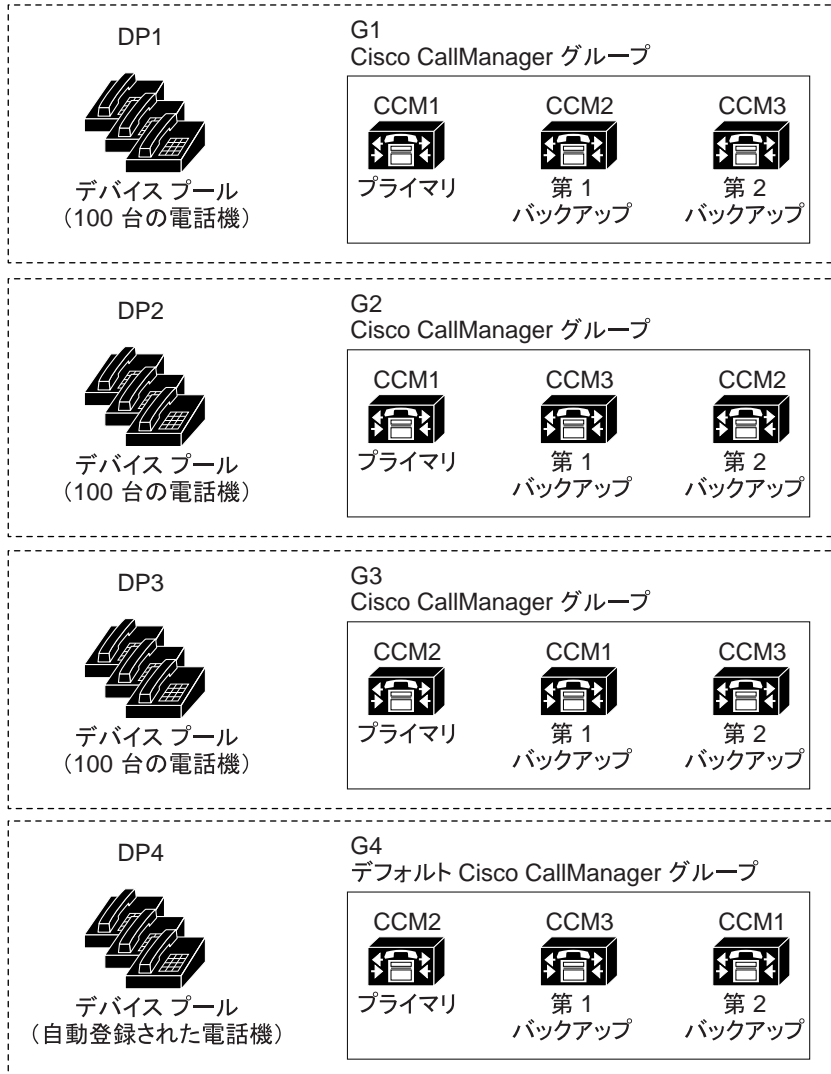 DP1
デバイス プール
（100 台の電話機）
G1
Cisco CallManager グループ
CCM1
プライマリ
CCM2
第 1
バックアップ
CCM3
第 2
バックアップ
DP2
デバイス プール
（100 台の電話機）
G2
Cisco CallManager グループ
CCM1
プライマリ
CCM3
第 1
バックアップ
CCM2
第 2
バックアップ
DP3
デバイス プール
（100 台の電話機）
G3
Cisco CallManager グループ
CCM2
プライマリ
CCM1
第 1
バックアップ
CCM3
第 2
バックアップ
DP4
デバイス プール
（自動登録された電話機）
G4
デフォルト Cisco CallManager グループ
CCM2
プライマリ
CCM3
第 1
バックアップ
CCM1
第 2
バックアップ